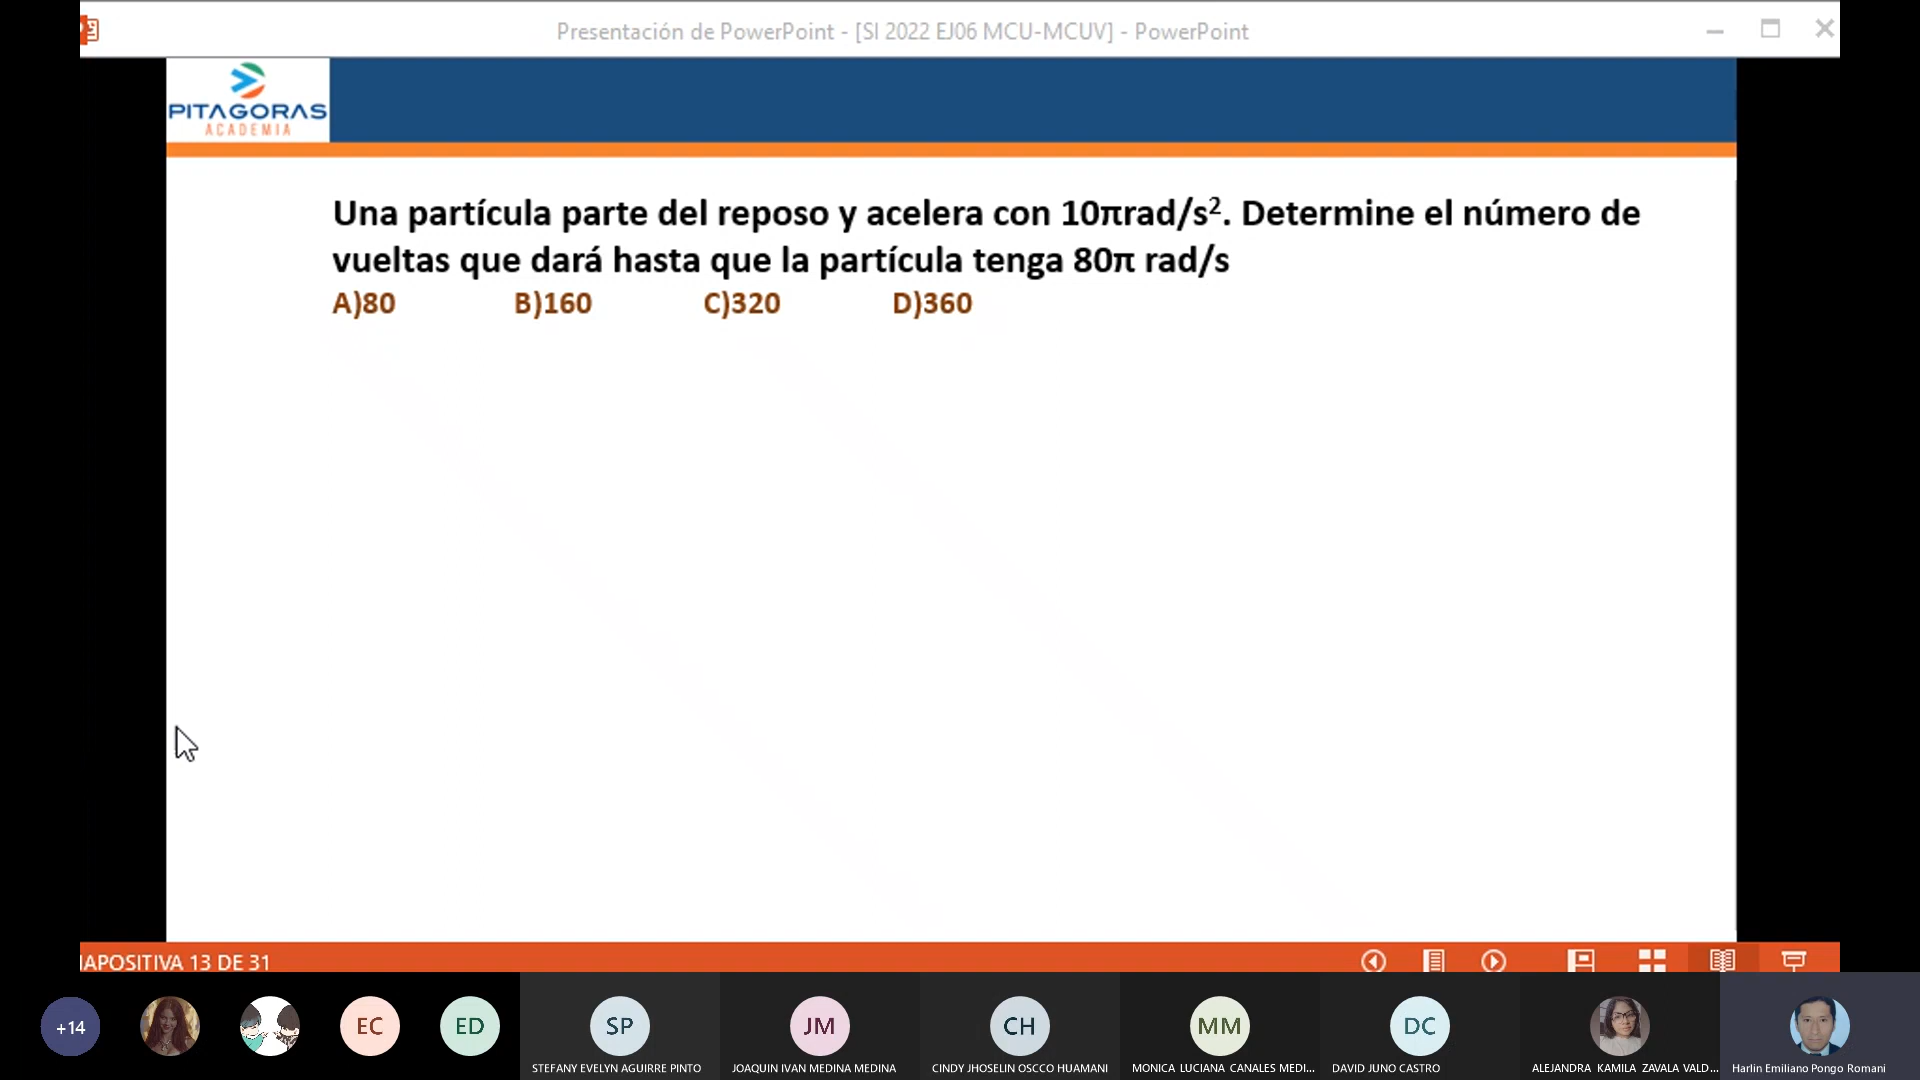 Presentación de PowerPoint - [SI 2022 EJ06 MCU-MCUV] - PowerPoint
PITAGORAS
ACADEMIA
Una partícula parte del reposo y acelera con 10πrad/s². Determine el número de
vueltas que dará hasta que la partícula tenga 80π rad/s
A)80 B)160 C)320 D)360
IAPOSITIVA 13 DE 31
+14 EC ED SP JM CH MM DC
STEFANY EVELYN AGUIRRE PINTO JOAQUIN IVAN MEDINA MEDINA CINDY JHOSELIN OSCCO HUAMANI MONICA LUCIANA CANALES MEDI... DAVID JUNO CASTRO ALEJANDRA KAMILA ZAVALA VALD... Harlin Emiliano Pongo Romani